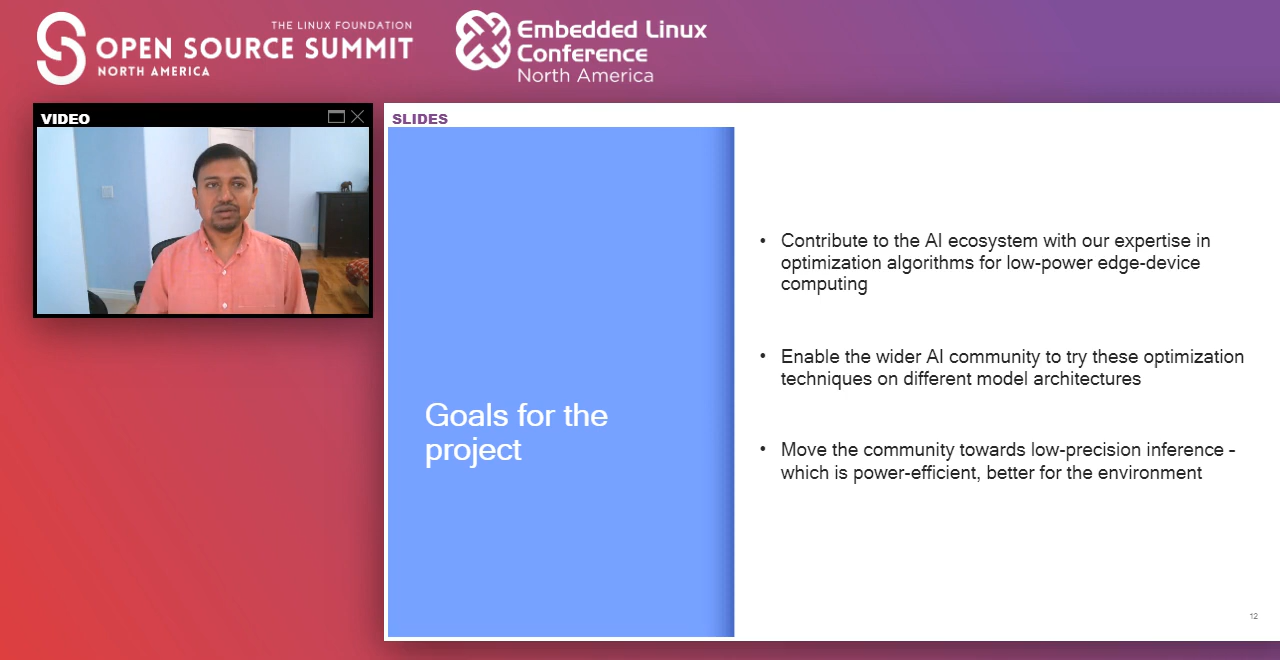 THE LINUX FOUNDATION
OPEN SOURCE SUMMIT
NORTH AMERICA
Embedded Linux
Conference
North America
VIDEO
SLIDES
Goals for the
project
• Contribute to the AI ecosystem with our expertise in
optimization algorithms for low-power edge-device
computing
• Enable the wider AI community to try these optimization
techniques on different model architectures
• Move the community towards low-precision inference -
which is power-efficient, better for the environment
12